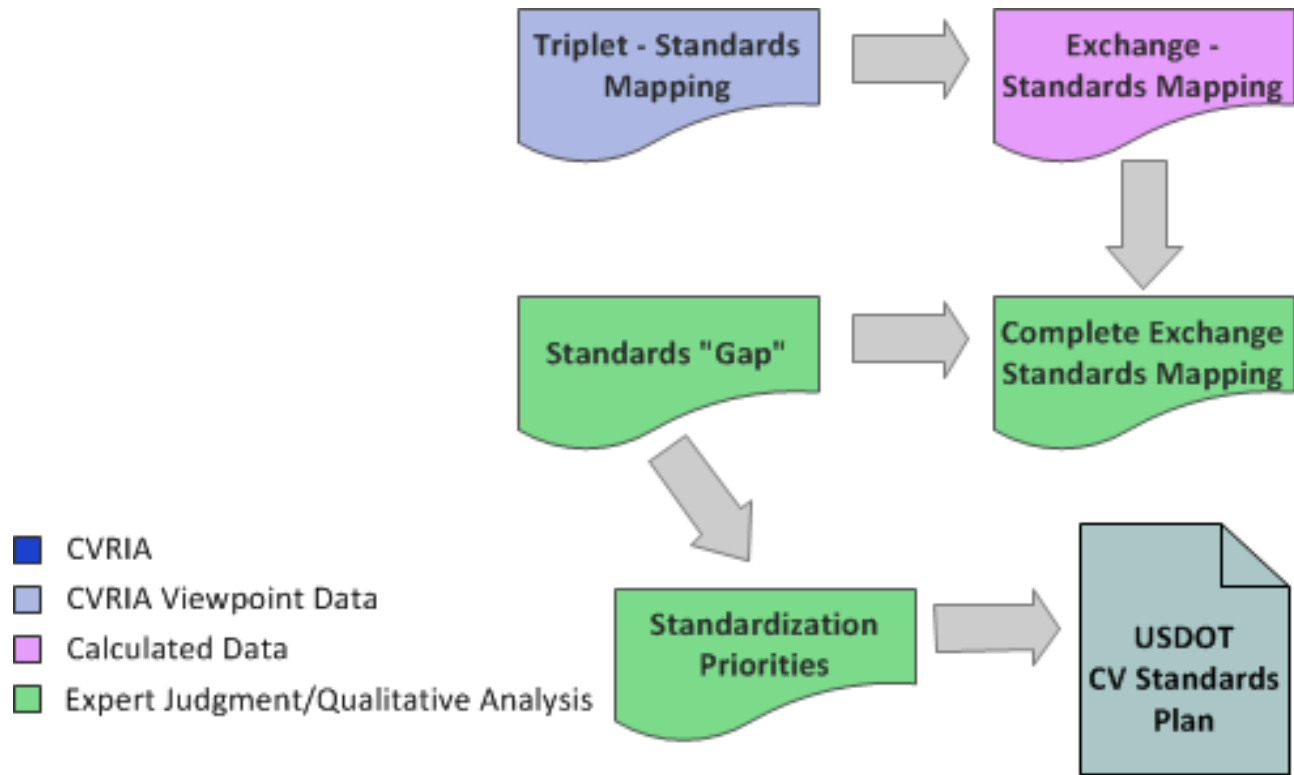 Triplet - Standards
Mapping
Exchange -
Standards Mapping
Standards "Gap"
Complete Exchange
Standards Mapping
CVRIA
CVRIA Viewpoint Data
Calculated Data
Expert Judgment/Qualitative Analysis
Standardization
Priorities
USDOT
CV Standards
Plan